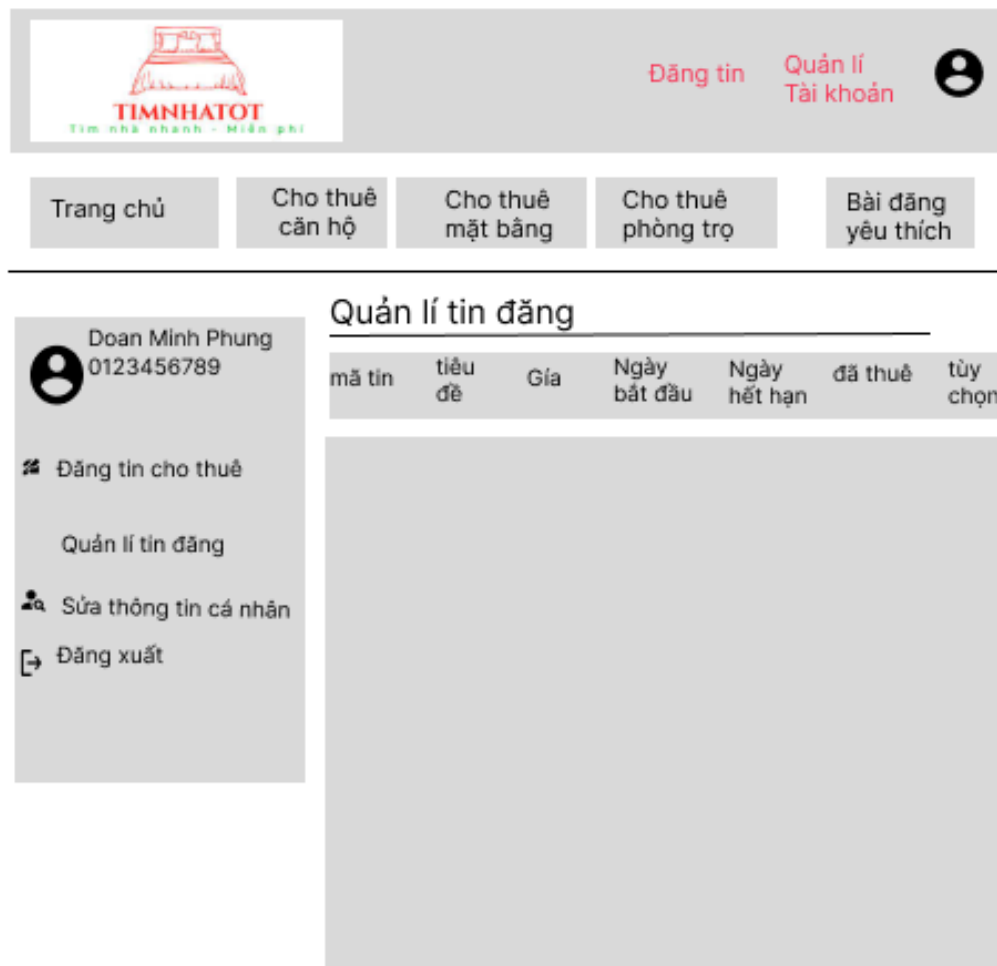 TIMNHATOT
Tìm nhà nhanh - Miễn phí
Đăng tin
Quản lí
Tài khoản
Trang chủ
Cho thuê
căn hộ
Cho thuê
mặt bằng
Cho thuê
phòng trọ
Bài đăng
yêu thích
Doan Minh Phung
0123456789
Đăng tin cho thuê
Quản lí tin đăng
Sửa thông tin cá nhân
Đăng xuất
Quản lí tin đăng
mã tin
tiêu
đề
Gía
Ngày
bắt đầu
Ngày
hết hạn
đã thuê
tùy
chọn